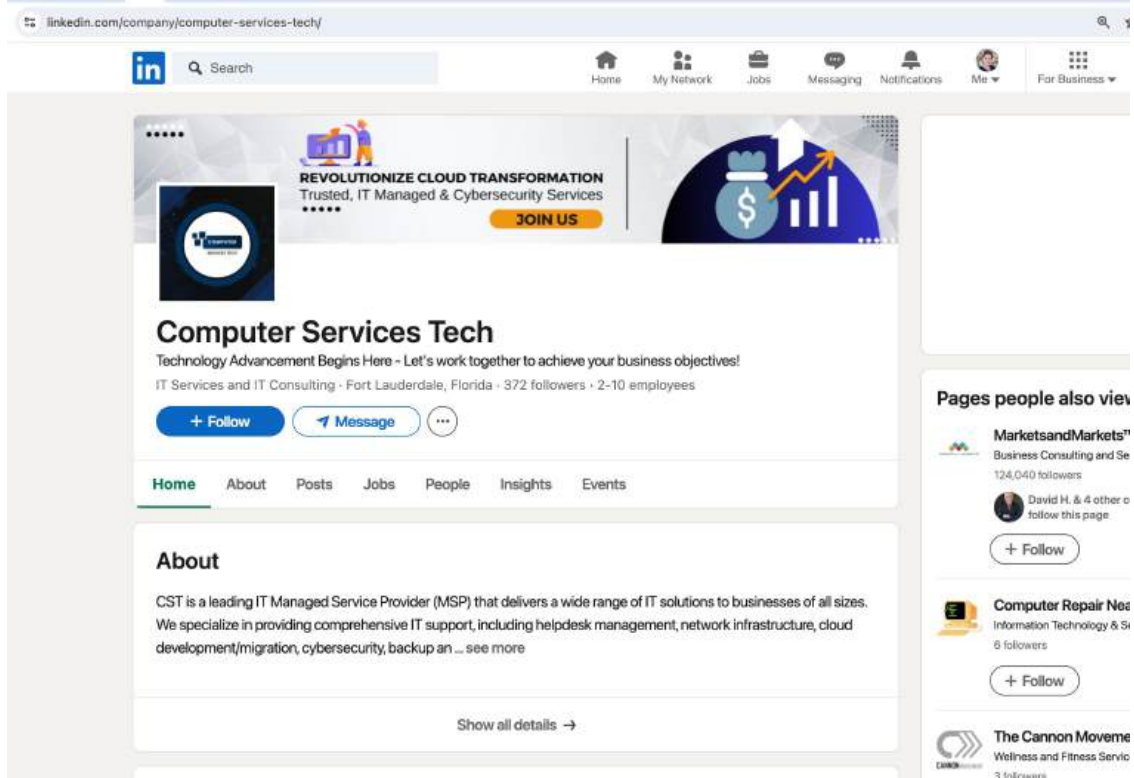 linkedin.com/company/computer-services-tech/
in
Search
Home
My Network
Jobs
Messaging
Notifications
Me
For Business
REVOLUTIONIZE CLOUD TRANSFORMATION
Trusted, IT Managed & Cybersecurity Services
JOIN US
COMPUTER
SERVICES TECH
$
Computer Services Tech
Technology Advancement Begins Here - Let's work together to achieve your business objectives!
IT Services and IT Consulting · Fort Lauderdale, Florida · 372 followers · 2-10 employees
+ Follow
Message
Home
About
Posts
Jobs
People
Insights
Events
About
CST is a leading IT Managed Service Provider (MSP) that delivers a wide range of IT solutions to businesses of all sizes.
We specialize in providing comprehensive IT support, including helpdesk management, network infrastructure, cloud
development/migration, cybersecurity, backup an ... see more
Show all details →
Pages people also
MarketsandMarkets™
Business Consulting and
124,040 followers
David H. & 4 other
follow this page
+ Follow
Computer Repair
Information Technology &
6 followers
+ Follow
The Cannon
Wellness and Fitness
3 followers